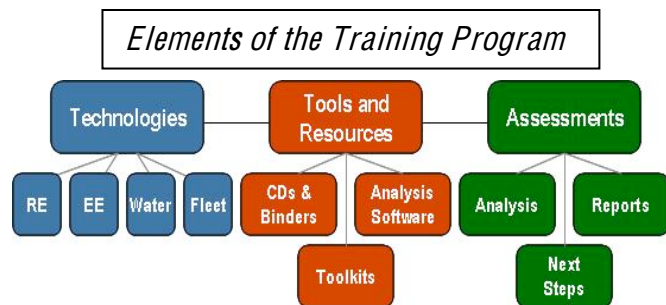 Elements of the Training Program
Technologies
Tools and
Resources
Assessments
RE
EE
Water
Fleet
CDs &
Binders
Analysis
Software
Toolkits
Analysis
Reports
Next
Steps